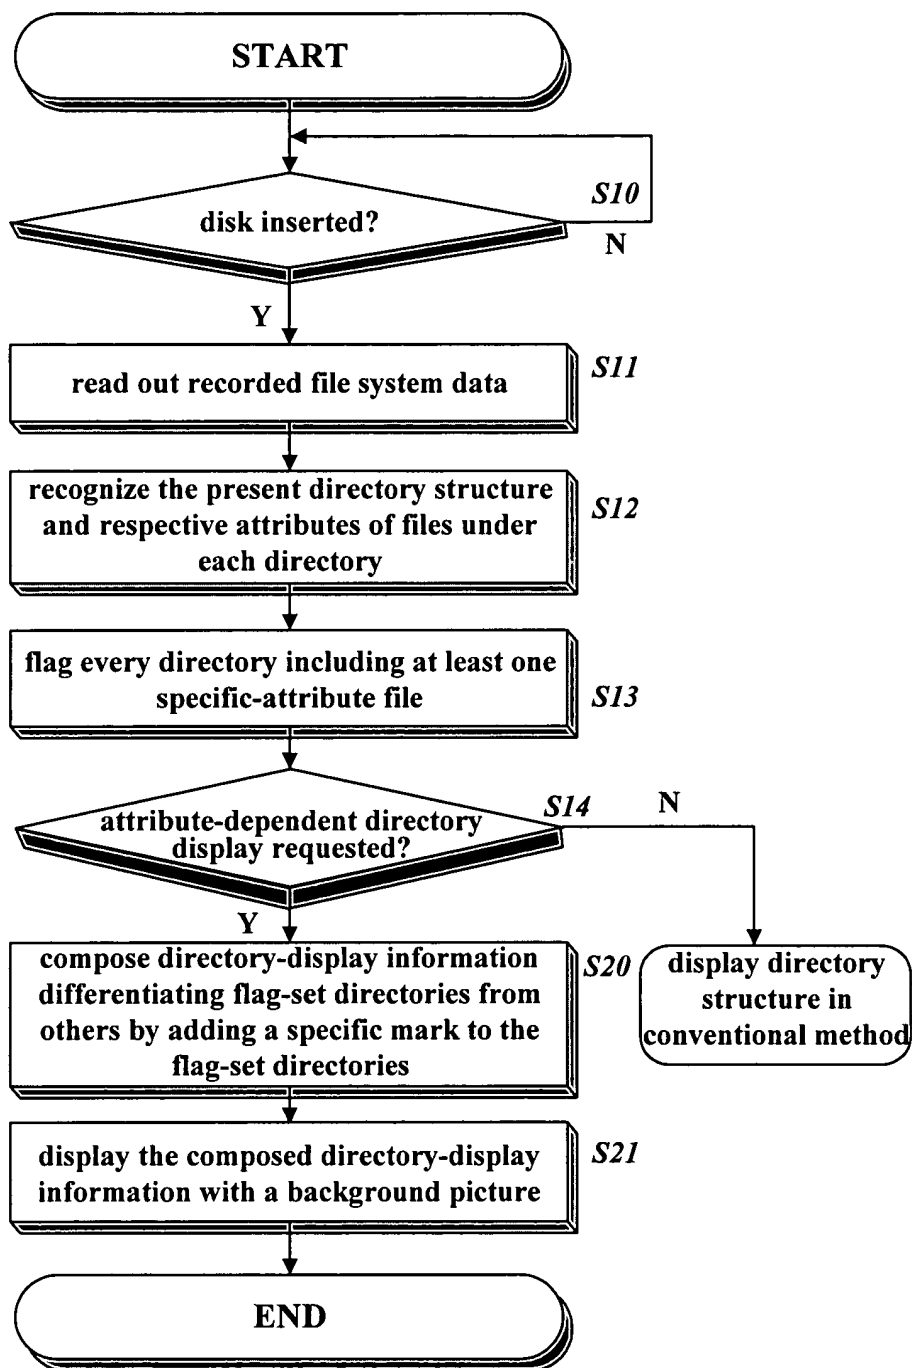 START
S10
disk inserted?
N
Y
S11
read out recorded file system data
recognize the present directory structure
and respective attributes of files under
each directory
S12
flag every directory including at least one
specific-attribute file
S13
S14
N
attribute-dependent directory
display requested?
Y
compose directory-display information
differentiating flag-set directories from
others by adding a specific mark to the
flag-set directories
S20
display directory
structure in
conventional method
display the composed directory-display
information with a background picture
S21
END